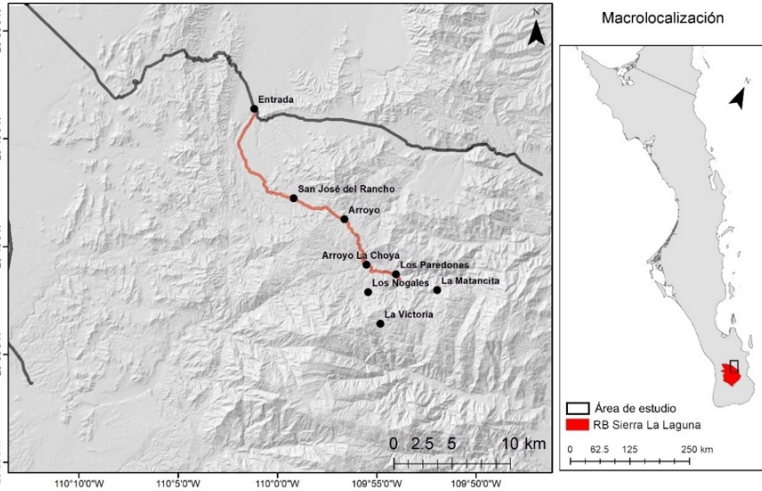 Macrolocalización
N
Entrada
San José del Rancho
Arroyo
Arroyo La Choya
Los Paredones
Los Nogales
La Matancita
La Victoria
0 2.5 5 10 km
110°10'0"W 110°5'0"W 110°0'0"W 109°55'0"W 109°50'0"W
N
Área de estudio
RB Sierra La Laguna
0 62.5 125 250 km